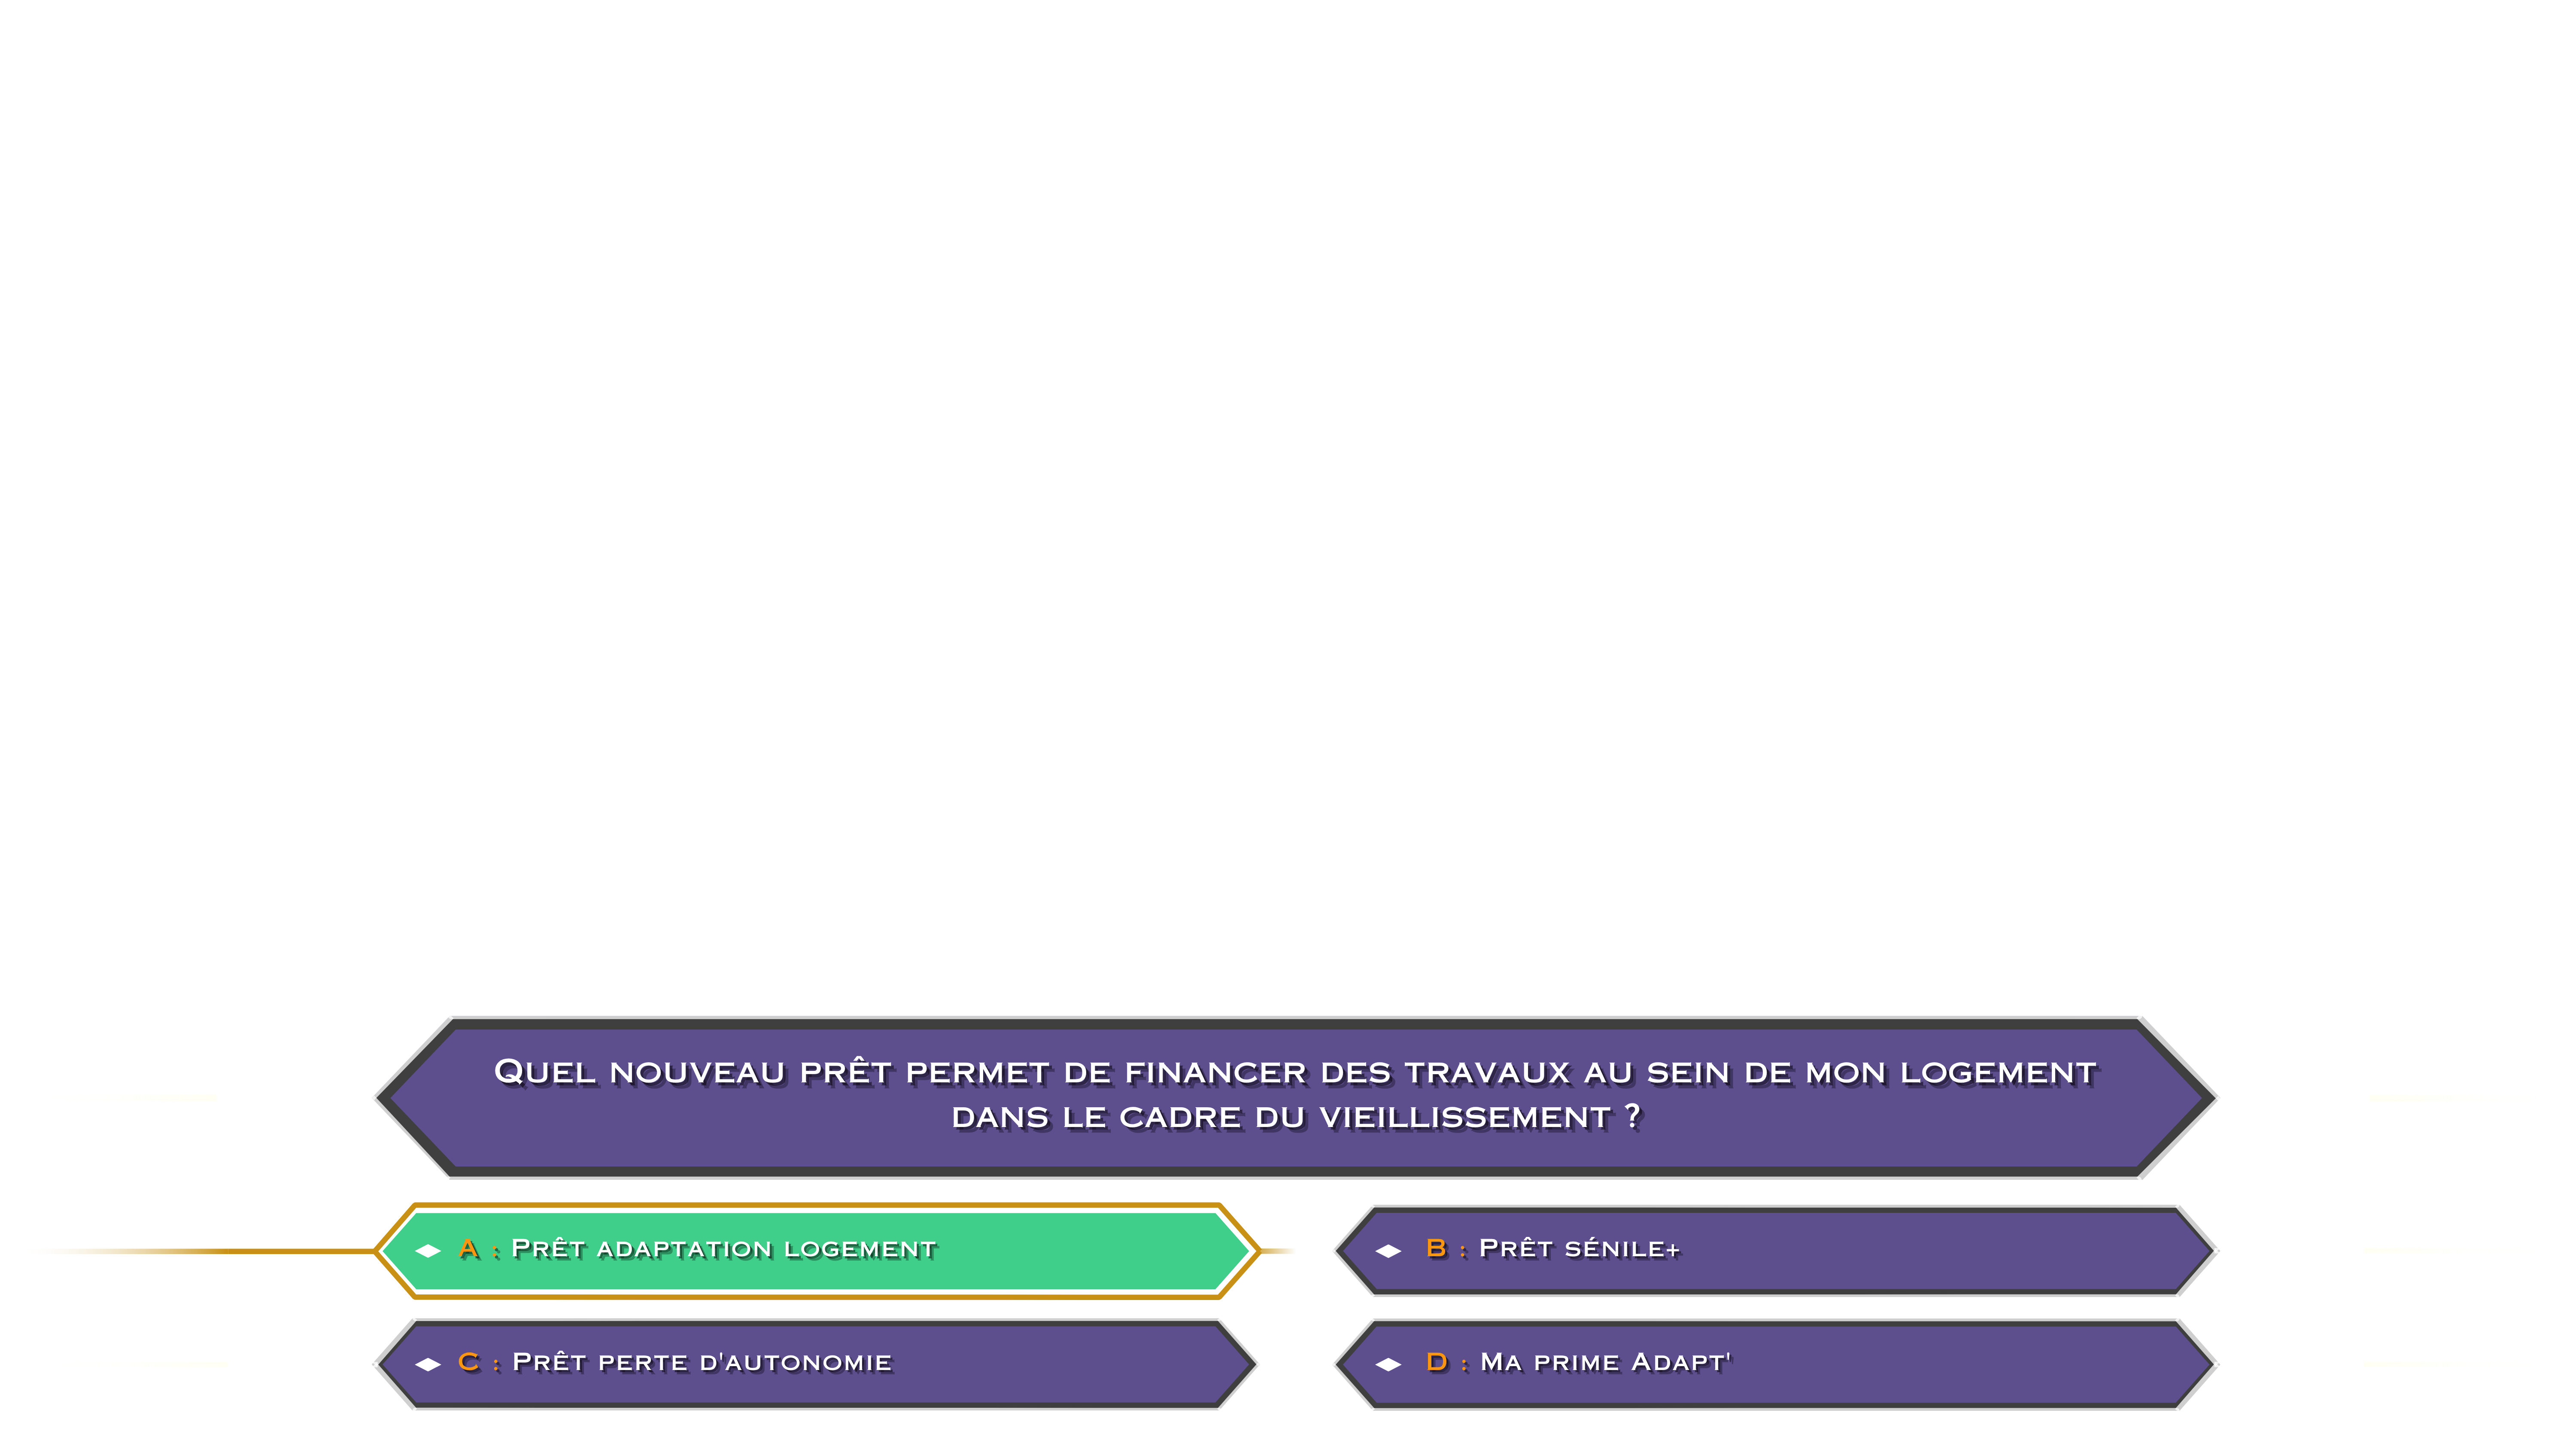 Quel nouveau prêt permet de financer des travaux au sein de mon logement
dans le cadre du vieillissement ?
A : Prêt adaptation logement
B : Prêt sénile+
C : Prêt perte d'autonomie
D : Ma prime Adapt'